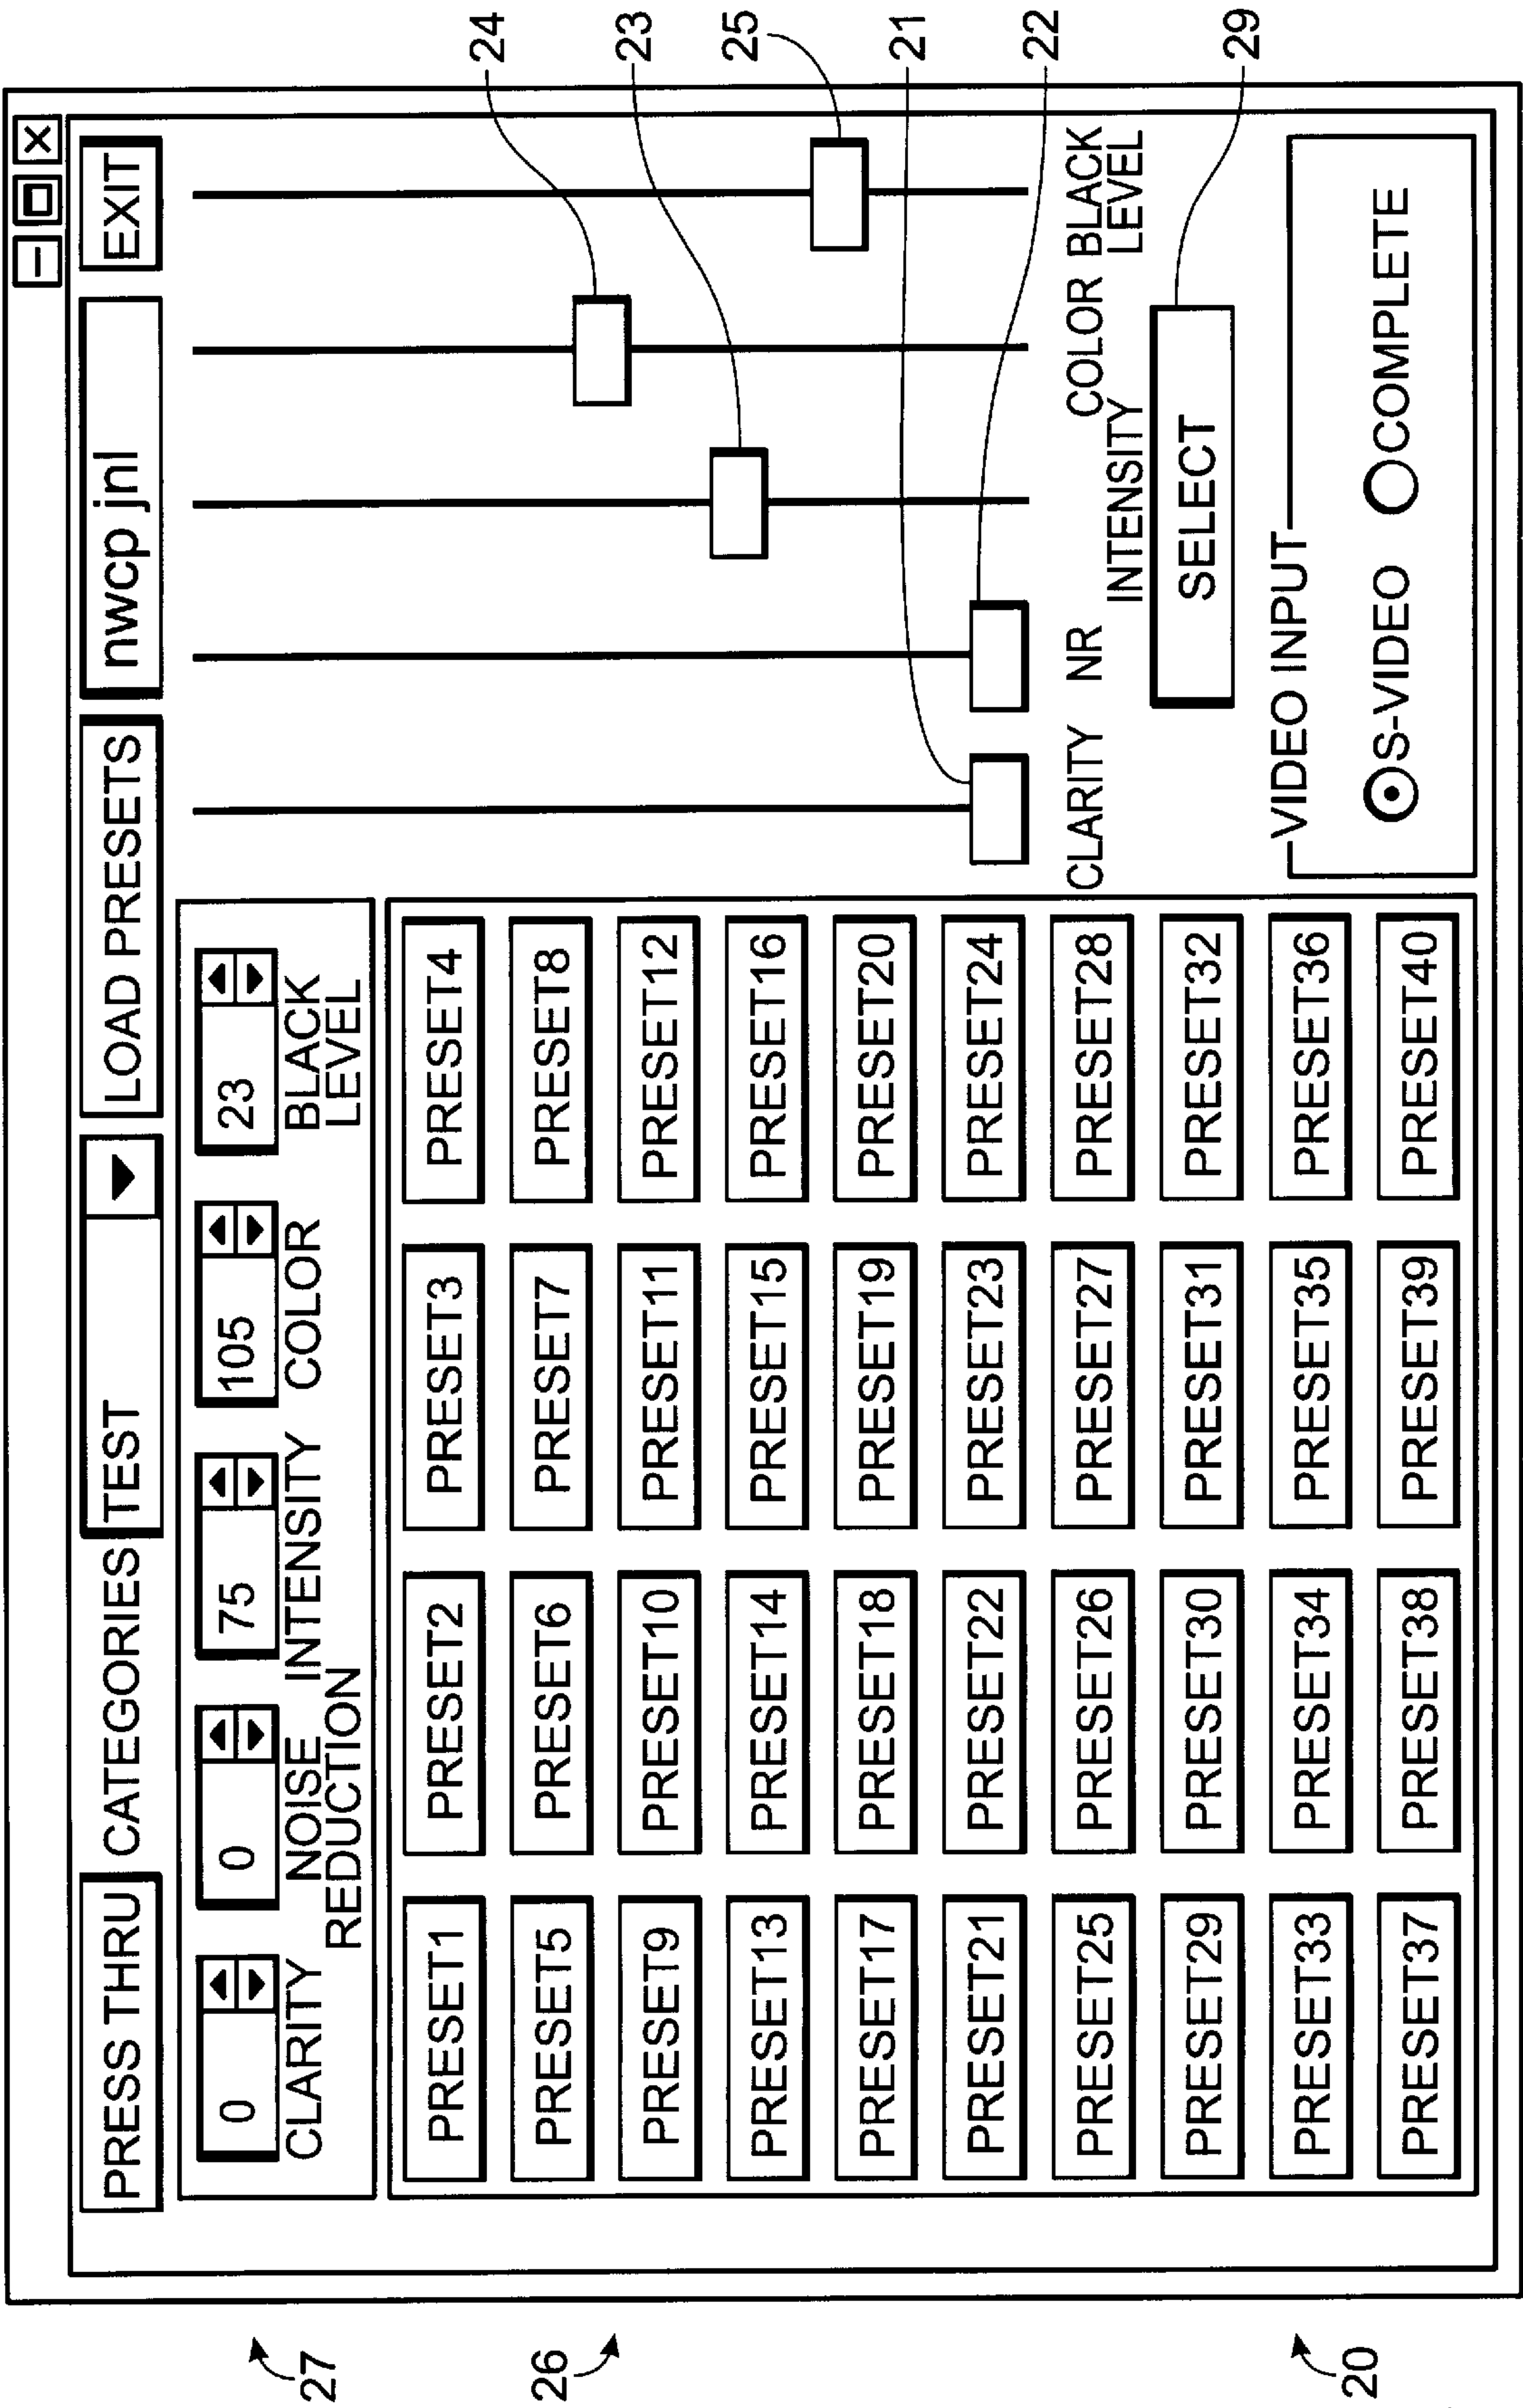 PRESS THRU CATEGORIES TEST LOAD PRESETS nwcp jnl EXIT
0 0 75 105 23
CLARITY NOISE REDUCTION INTENSITY COLOR BLACK LEVEL
PRESET1 PRESET2 PRESET3 PRESET4
PRESET5 PRESET6 PRESET7 PRESET8
PRESET9 PRESET10 PRESET11 PRESET12
PRESET13 PRESET14 PRESET15 PRESET16
PRESET17 PRESET18 PRESET19 PRESET20
PRESET21 PRESET22 PRESET23 PRESET24
PRESET25 PRESET26 PRESET27 PRESET28
PRESET29 PRESET30 PRESET31 PRESET32
PRESET33 PRESET34 PRESET35 PRESET36
PRESET37 PRESET38 PRESET39 PRESET40
CLARITY NR INTENSITY COLOR BLACK LEVEL
SELECT
VIDEO INPUT
S-VIDEO COMPLETE
24
23
25
21
22
29
27
26
20